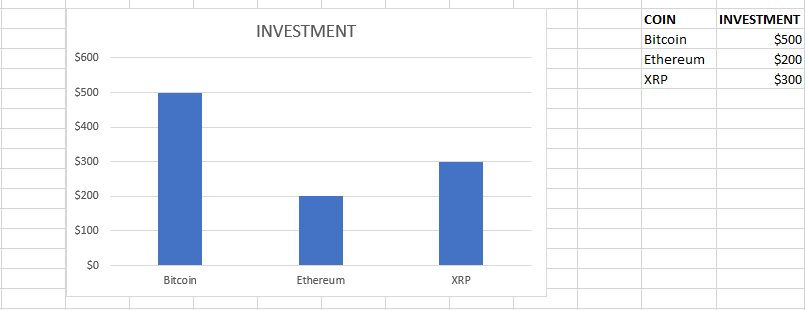 INVESTMENT
$600
$500
$400
$300
$200
$100
$0
Bitcoin Ethereum XRP
COIN INVESTMENT
Bitcoin $500
Ethereum $200
XRP $300